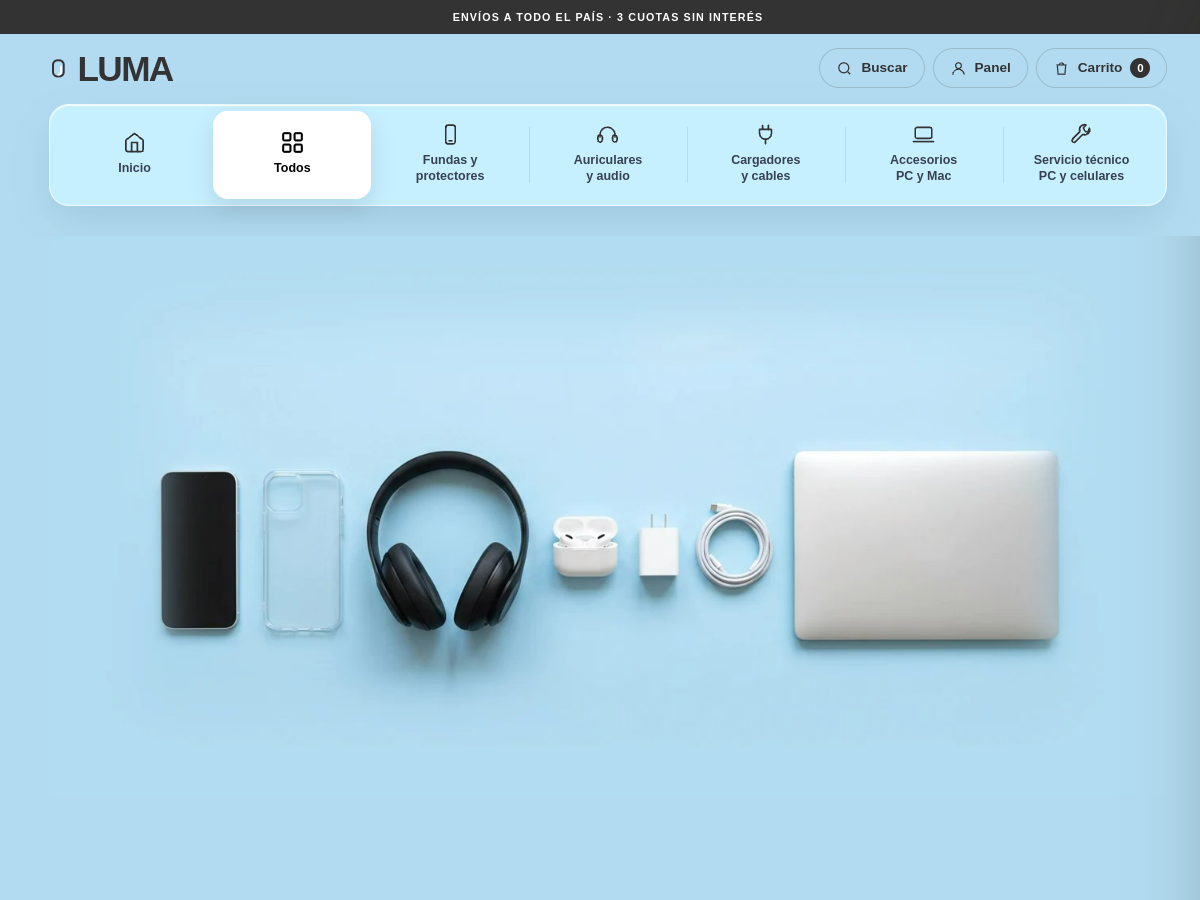 ENVÍOS A TODO EL PAÍS · 3 CUOTAS SIN INTERÉS
LUMA
Buscar
Panel
Carrito 0
Inicio
Todos
Fundas y
protectores
Auriculares
y audio
Cargadores
y cables
Accesorios
PC y Mac
Servicio técnico
PC y celulares